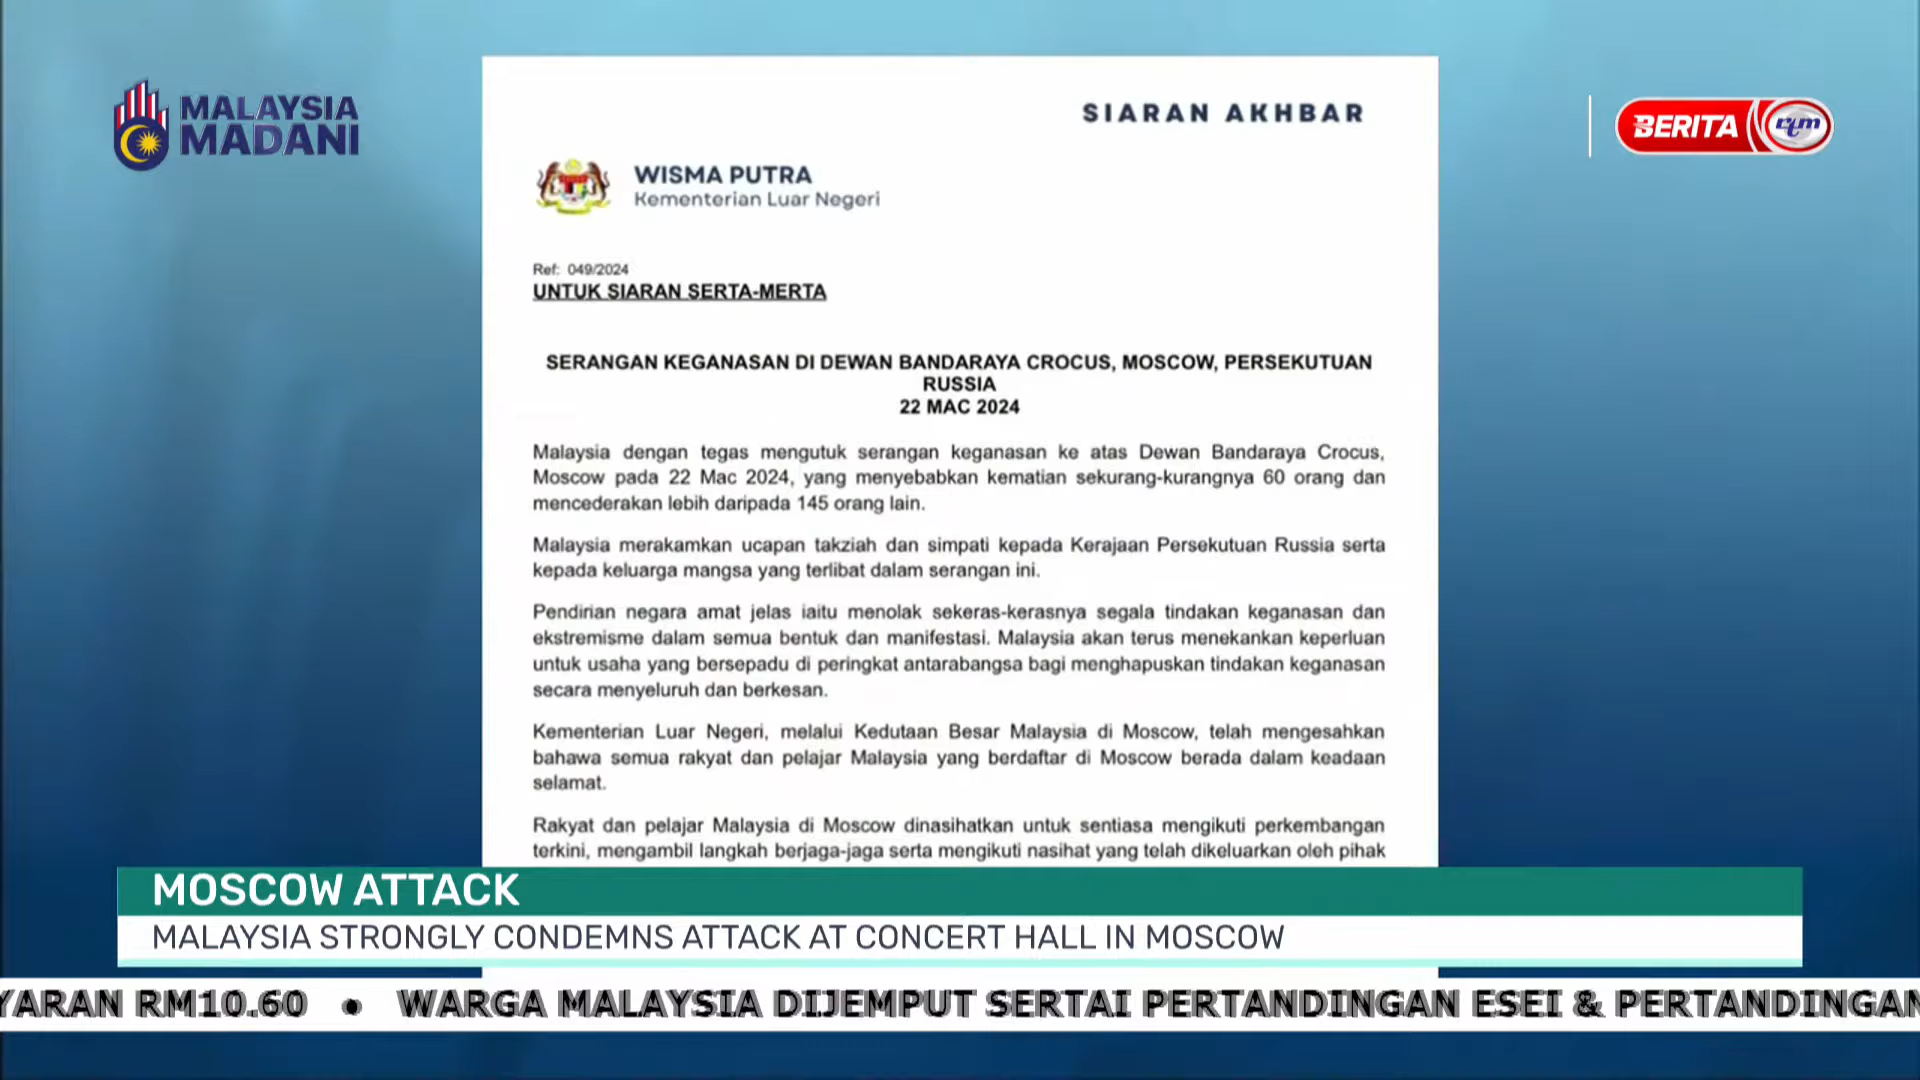 MALAYSIA
MADANI
BERITA rtm
SIARAN AKHBAR
WISMA PUTRA
Kementerian Luar Negeri
Ref: 049/2024
UNTUK SIARAN SERTA-MERTA
SERANGAN KEGANASAN DI DEWAN BANDARAYA CROCUS, MOSCOW, PERSEKUTUAN
RUSSIA
22 MAC 2024
Malaysia dengan tegas mengutuk serangan keganasan ke atas Dewan Bandaraya Crocus,
Moscow pada 22 Mac 2024, yang menyebabkan kematian sekurang-kurangnya 60 orang dan
mencederakan lebih daripada 145 orang lain.
Malaysia merakamkan ucapan takziah dan simpati kepada Kerajaan Persekutuan Russia serta
kepada keluarga mangsa yang terlibat dalam serangan ini.
Pendirian negara amat jelas iaitu menolak sekeras-kerasnya segala tindakan keganasan dan
ekstremisme dalam semua bentuk dan manifestasi. Malaysia akan terus menekankan keperluan
untuk usaha yang bersepadu di peringkat antarabangsa bagi menghapuskan tindakan keganasan
secara menyeluruh dan berkesan.
Kementerian Luar Negeri, melalui Kedutaan Besar Malaysia di Moscow, telah mengesahkan
bahawa semua rakyat dan pelajar Malaysia yang berdaftar di Moscow berada dalam keadaan
selamat.
Rakyat dan pelajar Malaysia di Moscow dinasihatkan untuk sentiasa mengikuti perkembangan
terkini, mengambil langkah berjaga-jaga serta mengikuti nasihat yang telah dikeluarkan oleh pihak
MOSCOW ATTACK
MALAYSIA STRONGLY CONDEMNS ATTACK AT CONCERT HALL IN MOSCOW
YARAN RM10.60 • WARGA MALAYSIA DIJEMPUT SERTAI PERTANDINGAN ESEI & PERTANDINGAN